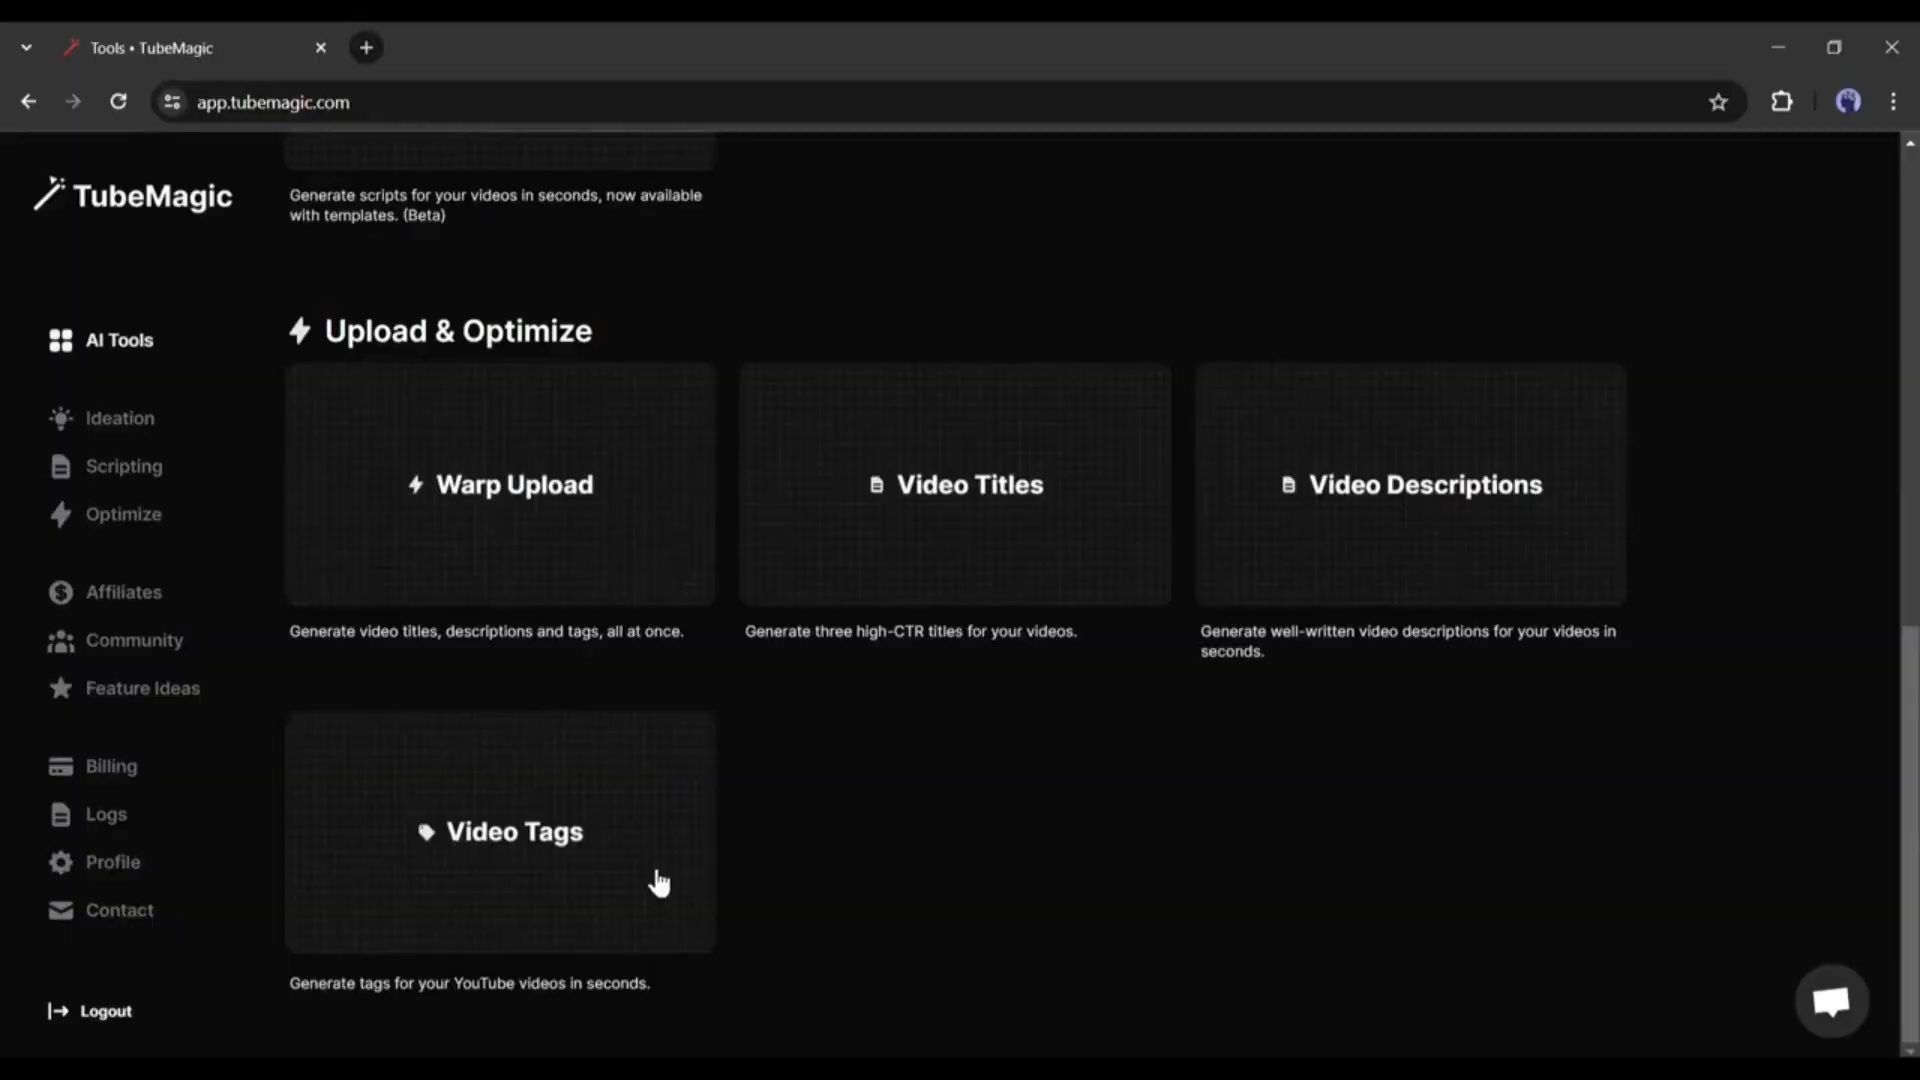 Tools • TubeMagic
app.tubemagic.com
TubeMagic
AI Tools
Ideation
Scripting
Optimize
Affiliates
Community
Feature Ideas
Billing
Logs
Profile
Contact
Logout
Generate scripts for your videos in seconds, now available
with templates. (Beta)
Upload & Optimize
Warp Upload
Generate video titles, descriptions and tags, all at once.
Video Titles
Generate three high-CTR titles for your videos.
Video Descriptions
Generate well-written video descriptions for your videos in
seconds.
Video Tags
Generate tags for your YouTube videos in seconds.